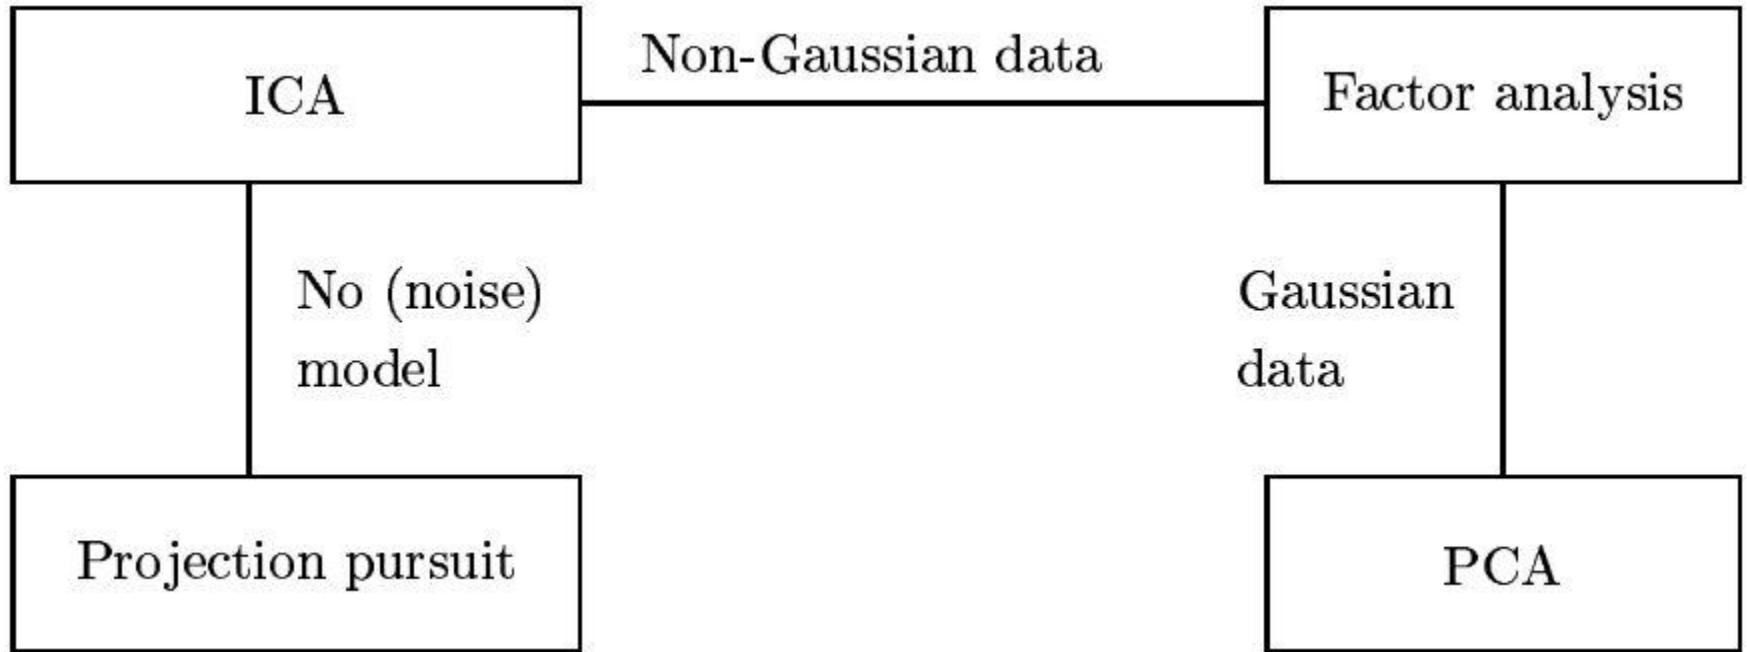 ICA
Non-Gaussian data
Factor analysis
No (noise)
model
Gaussian
data
Projection pursuit
PCA